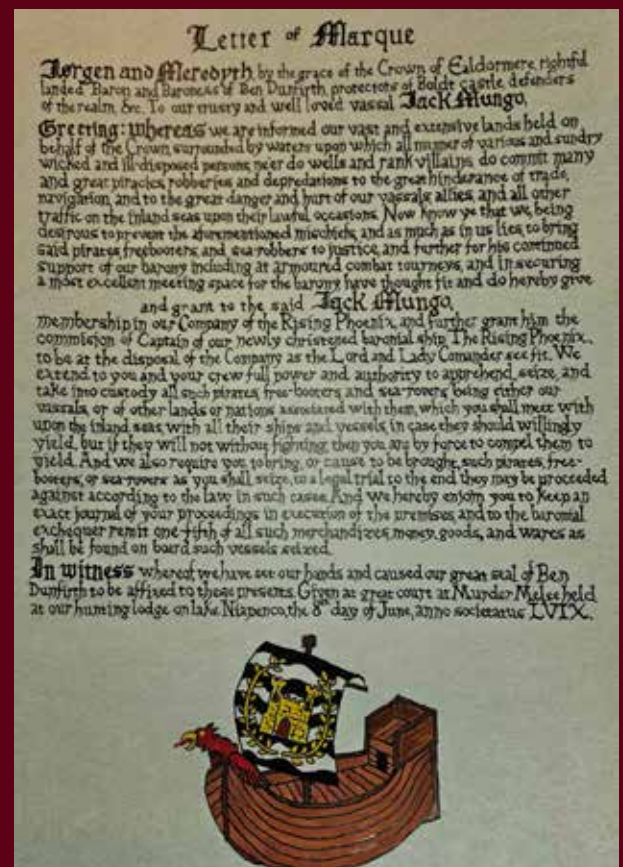 Letter of Marque
Jørgen and Meredyth, by the grace of the Crown of Ealdormere, rightful
landed Baron and Baroness of Ben Dunfirth, protectors of Boldt castle, defenders
of the realm, &c. To our trusty and well loved vassal Jack Mungo,
Greeting: Whereas we are informed our vast and extensive lands held on
behalf of the Crown, surrounded by waters upon which all manner of various and sundry
wicked and ill-disposed persons, ne'er do wells and rank villains, do commit many
and great piracies, robberies and depredations to the great hinderance of trade,
navigation, and to the great danger and hurt of our vassals, allies, and all other
traffic on the inland seas upon their lawful occasions. Now know ye that we, being
desirous to prevent the aforementioned mischiefs, and as much as in us lies, to bring
said pirates, freebooters, and sea-robbers to justice, and further for his continued
support of our barony including at armoured combat tourneys, and in securing
a most excellent meeting space for the barony, have thought fit and do hereby give
and grant to the said Jack Mungo,
membership in our Company of the Rising Phoenix, and further grant him the
commision of Captain of our newly christened baronial ship, The Rising Phoenix,
to be at the disposal of the Company as the Lord and Lady Comander see fit. We
extend to you and your crew full power and authority to apprehend, seize, and
take into custody all such pirates, free-booters, and sea-rovers, being either our
vassals, or of other lands or nations associated with them, which you shall meet with
upon the inland seas, with all their ships and vessels, in case they should willingly
yield, but if they will not without fighting, then you are by force to compel them to
yield. And we also require you to bring, or cause to be brought, such pirates, free-
booters, or sea-rovers as you shall seize, to a legal trial to the end they may be proceeded
against according to the law in such cases. And we hereby enjoin you to keep an
exact journal of your proceedings in execution of the premises, and to the baronial
exchequer remit one fifth of all such merchandizes, money, goods, and wares as
shall be found on board such vessels seized.
In witness whereof, we have set our hands and caused our great seal of Ben
Dunfirth to be affixed to these presents. Given at great court at Murder Melee held
at our hunting lodge on lake Niapenco, the 8th day of June, anno societatus LVIX.